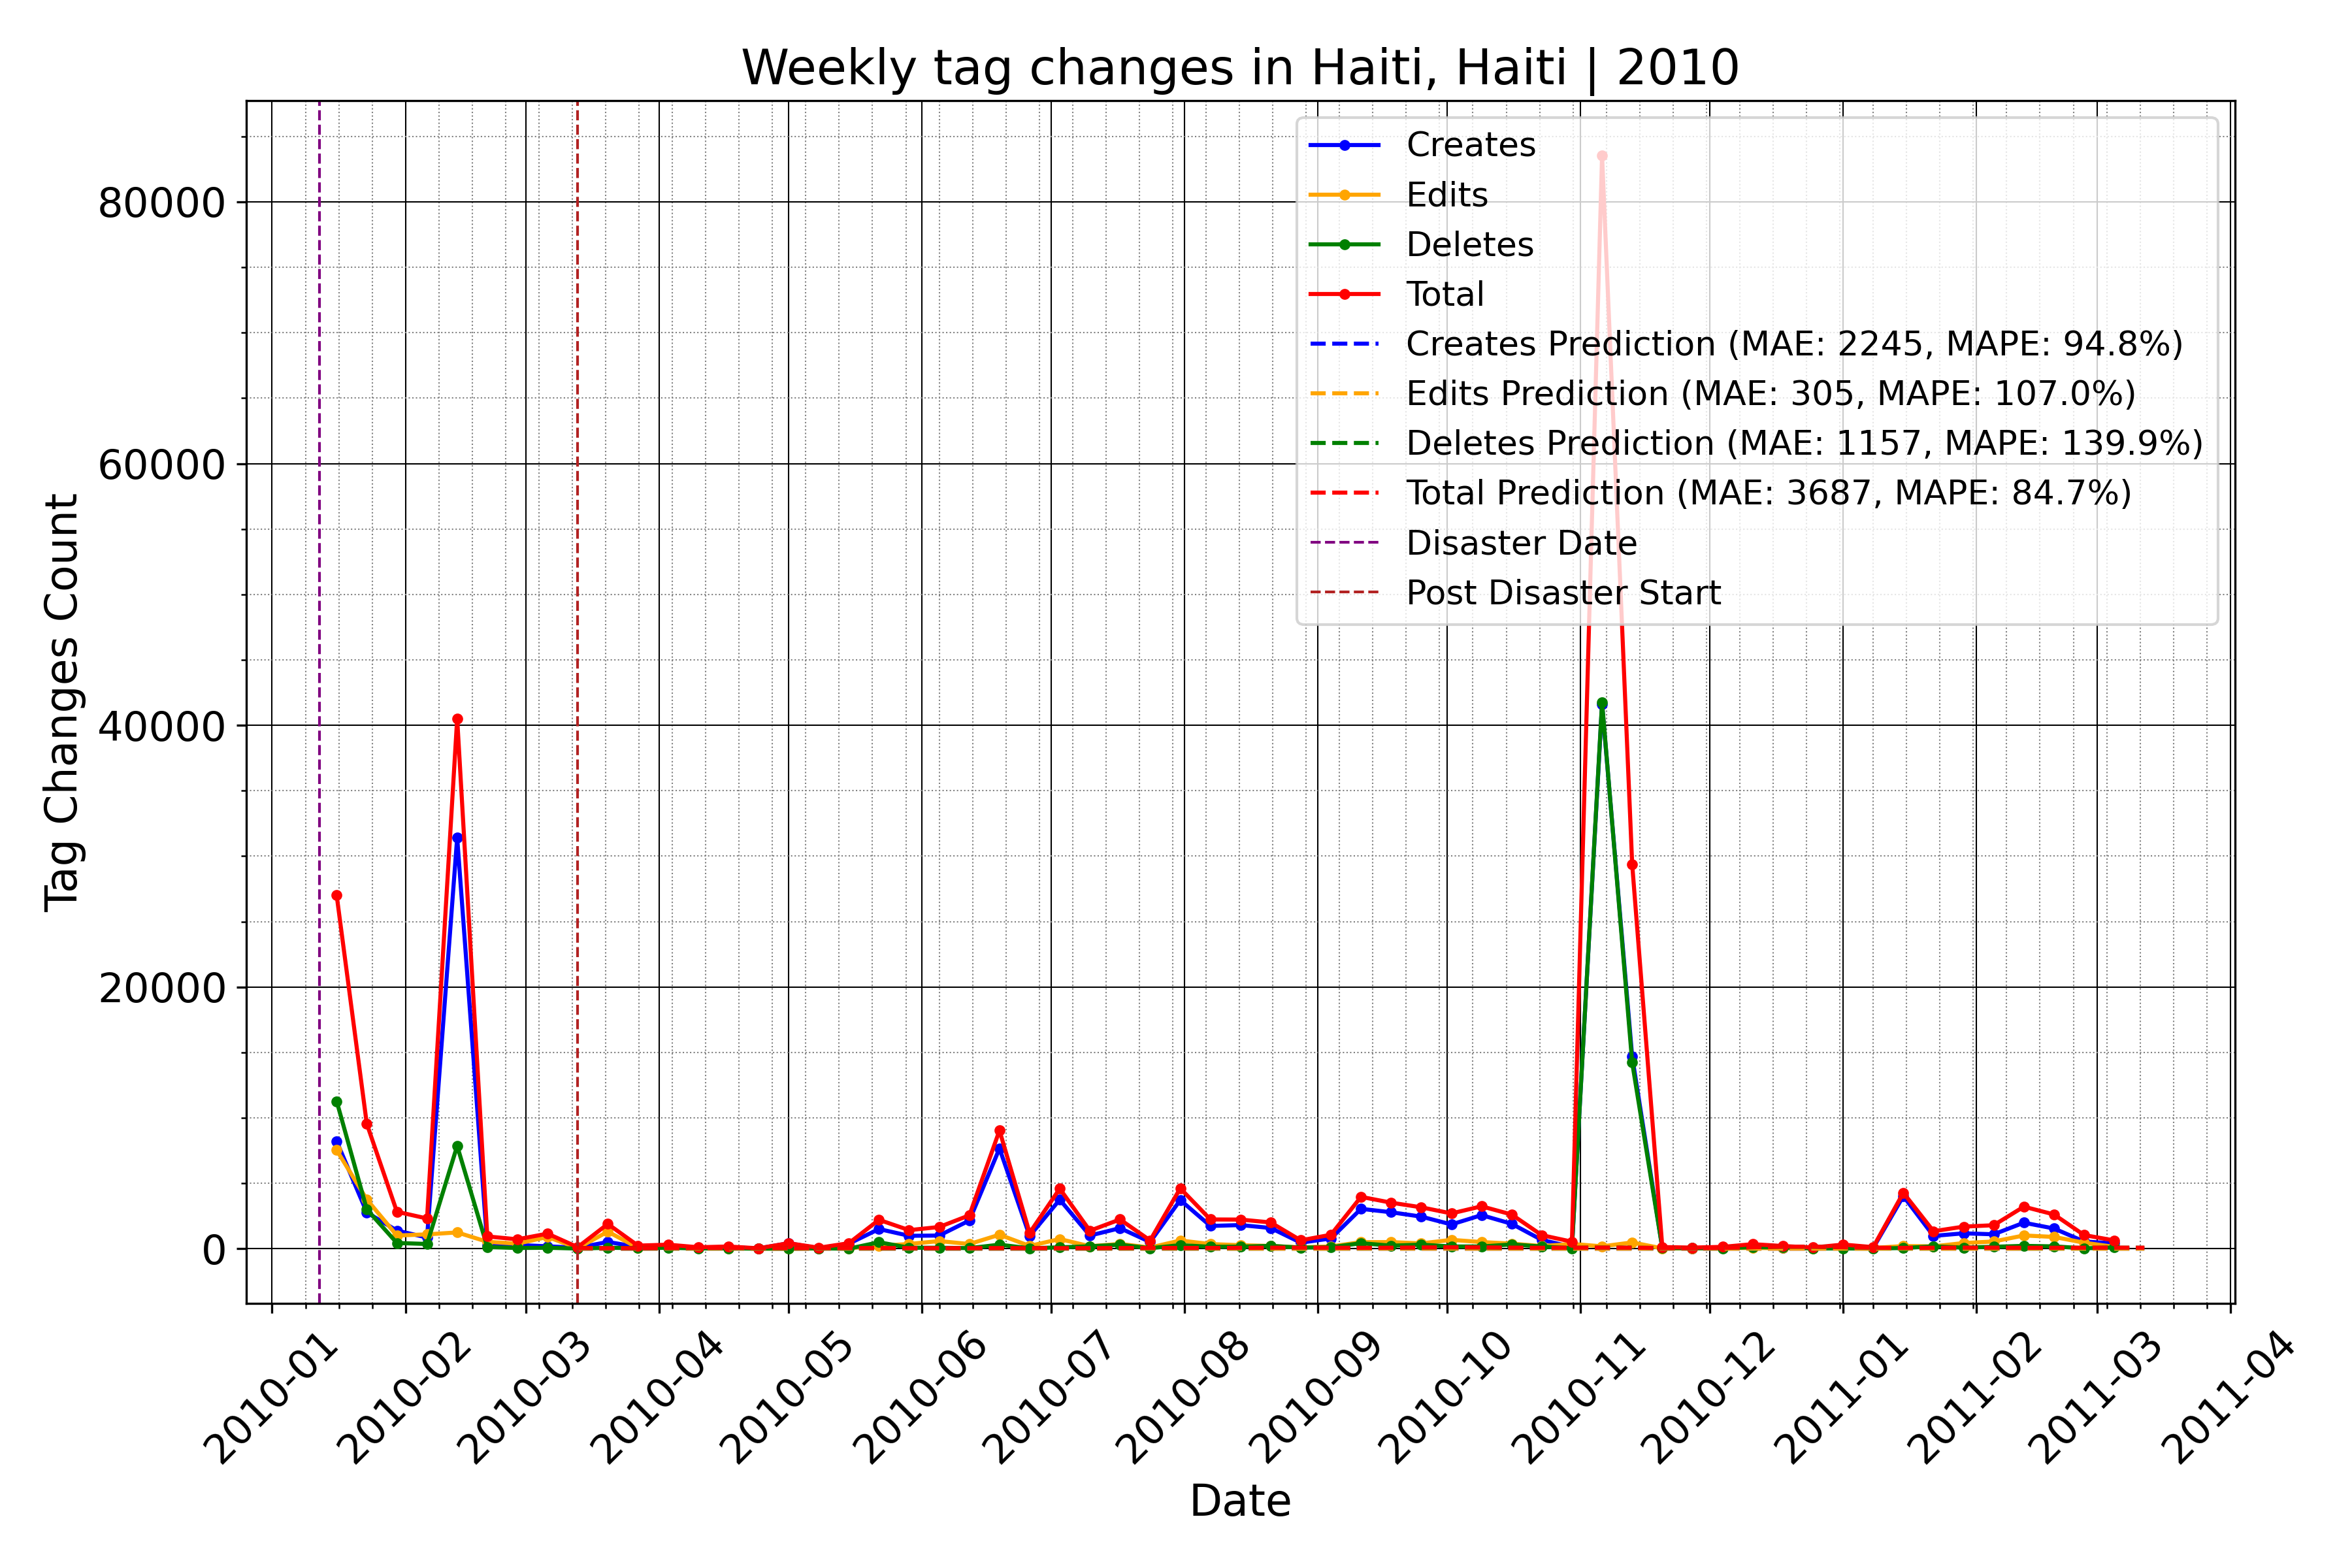 Weekly tag changes in Haiti, Haiti | 2010
Tag Changes Count
80000
60000
40000
20000
0
Creates
Edits
Deletes
Total
Creates Prediction (MAE: 2245, MAPE: 94.8%)
Edits Prediction (MAE: 305, MAPE: 107.0%)
Deletes Prediction (MAE: 1157, MAPE: 139.9%)
Total Prediction (MAE: 3687, MAPE: 84.7%)
Disaster Date
Post Disaster Start
2010-01
2010-02
2010-03
2010-04
2010-05
2010-06
2010-07
2010-08
2010-09
2010-10
2010-11
2010-12
2011-01
2011-02
2011-03
2011-04
Date